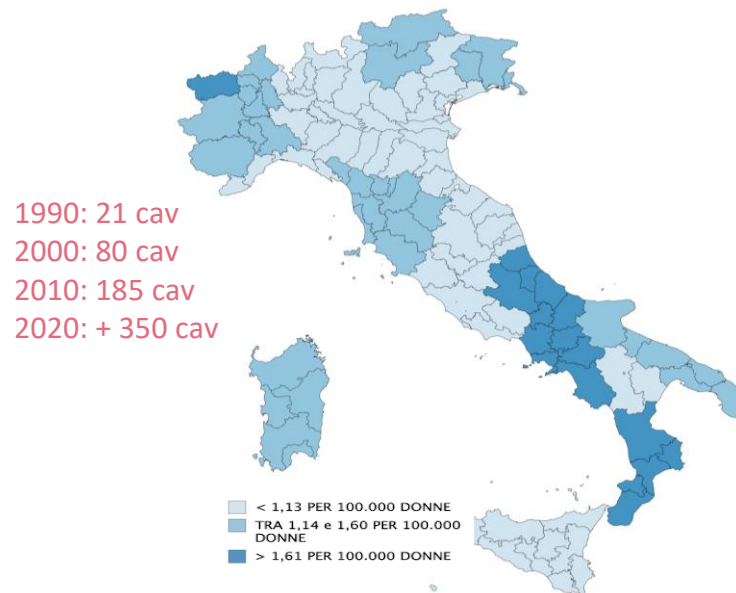 1990: 21 cav
2000: 80 cav
2010: 185 cav
2020: + 350 cav
< 1,13 PER 100.000 DONNE
TRA 1,14 e 1,60 PER 100.000
DONNE
> 1,61 PER 100.000 DONNE